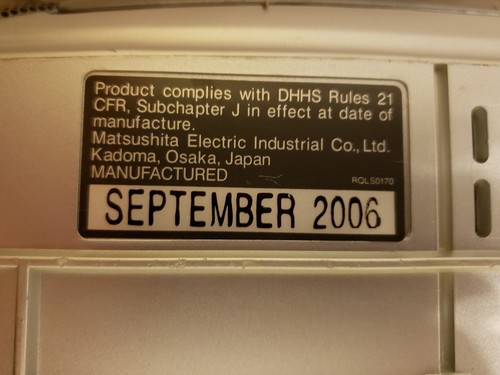 Product complies with DHHS Rules 21
CFR, Subchapter J in effect at date of
manufacture.
Matsushita Electric Industrial Co., Ltd.
Kadoma, Osaka, Japan
MANUFACTURED
RQLS0170
SEPTEMBER 2006